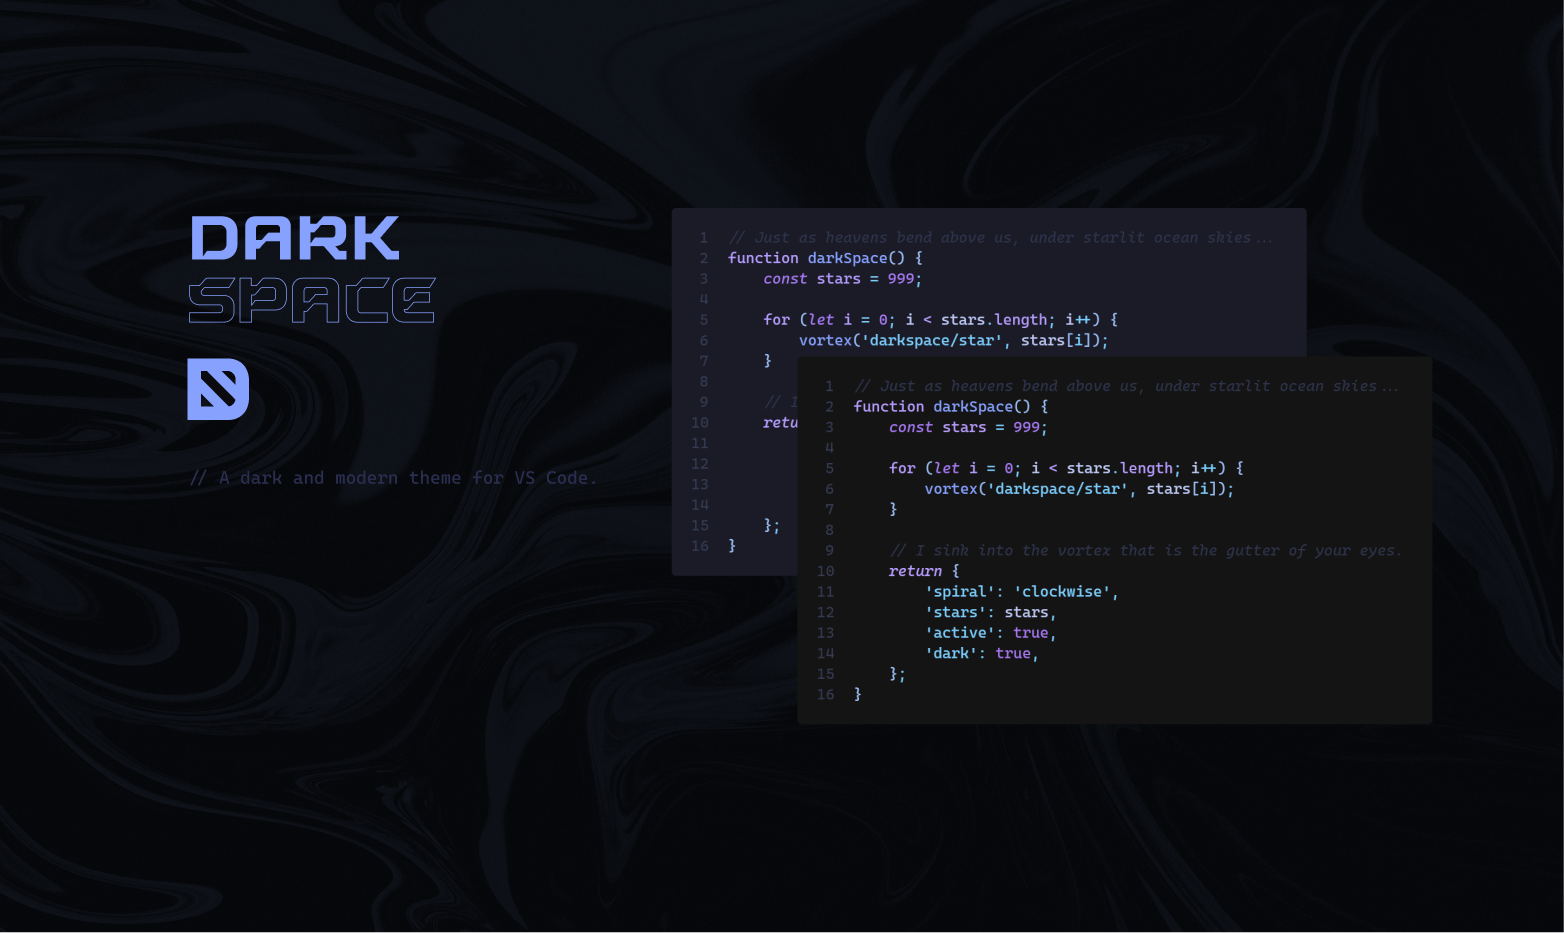 DARK
SPACE
D
// A dark and modern theme for VS Code.
1 // Just as heavens bend above us, under starlit ocean skies...
2 function darkSpace() {
3 const stars = 999;
4
5 for (let i = 0; i < stars.length; i++) {
6 vortex('darkspace/star', stars[i]);
7 }
8
9 // I
10 retu
11
12
13
14
15 };
16 }
1 // Just as heavens bend above us, under starlit ocean skies...
2 function darkSpace() {
3 const stars = 999;
4
5 for (let i = 0; i < stars.length; i++) {
6 vortex('darkspace/star', stars[i]);
7 }
8
9 // I sink into the vortex that is the gutter of your eyes.
10 return {
11 'spiral': 'clockwise',
12 'stars': stars,
13 'active': true,
14 'dark': true,
15 };
16 }